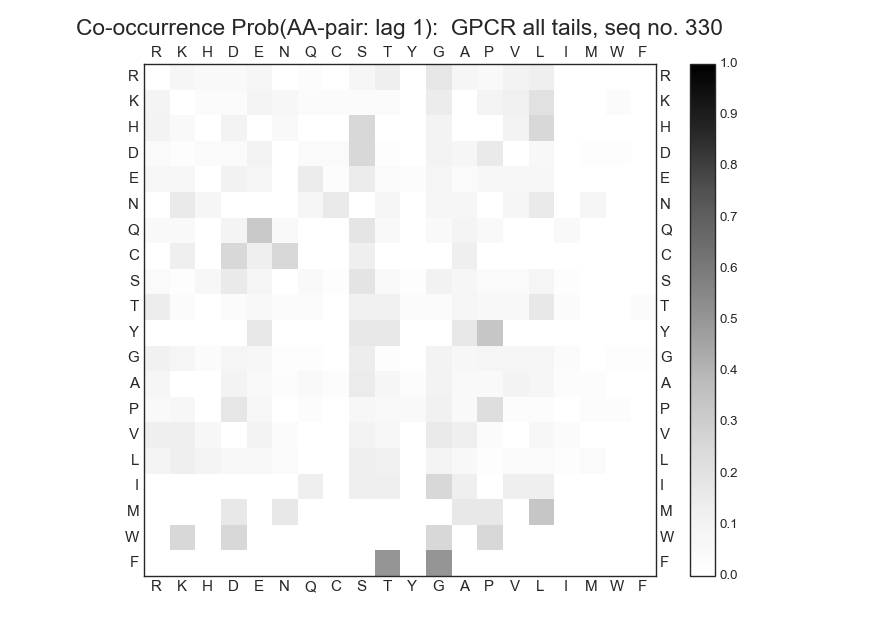 Co-occurrence Prob(AA-pair: lag 1):  GPCR all tails, seq no. 330
R K H D E N Q C S T Y G A P V L I M W F
1.0
R R
0.9
K K
H H
0.8
D D
E E
0.7
N N
Q Q
0.6
C C
S S
0.5
T T
Y Y
0.4
G G
A A
0.3
P P
V V
0.2
L L
I I
0.1
M M
W W
F F
0.0
R K H D E N Q C S T Y G A P V L I M W F